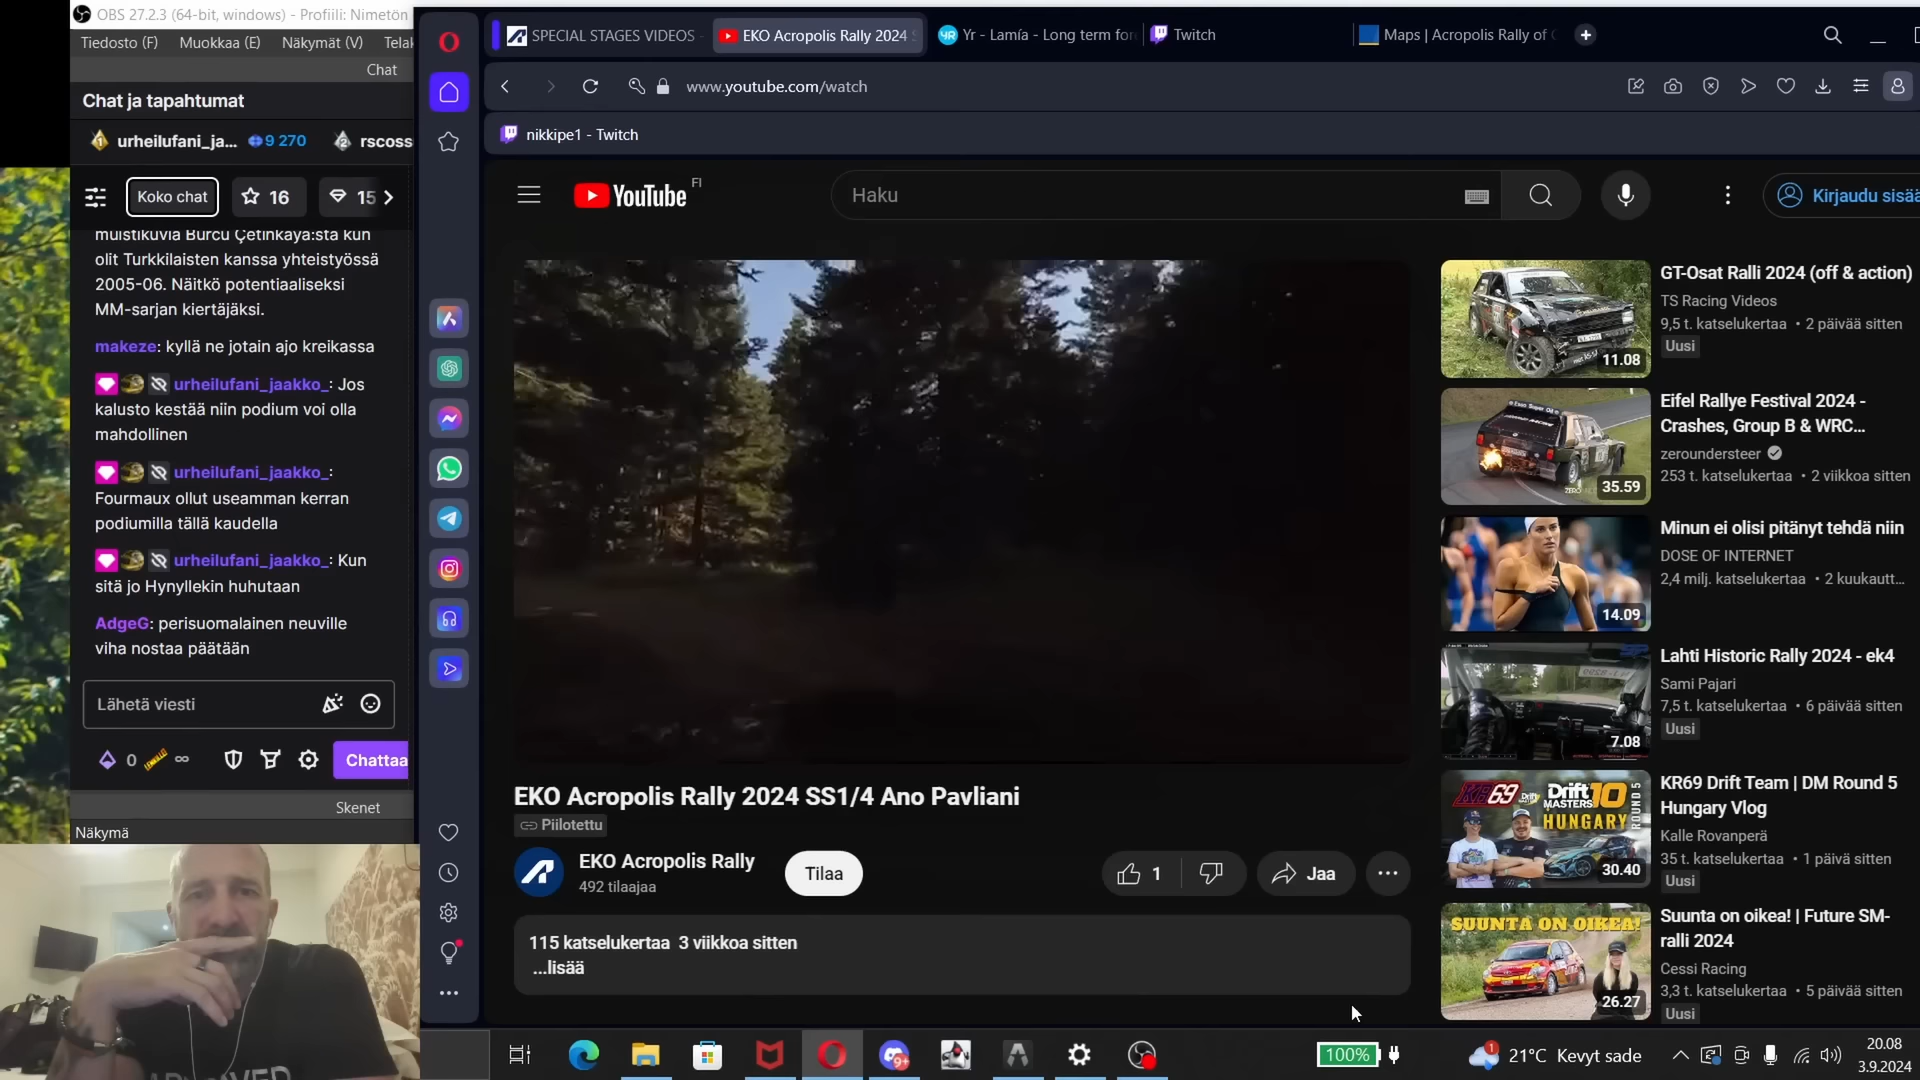 OBS 27.2.3 (64-bit, windows) - Profiili: Nimetön
Tiedosto (F) Muokkaa (E) Näkymät (V)
Chat
Chat ja tapahtumat
urheilufani_ja... 9 270 rscoss
Koko chat 16 15
muistikuvia Burcu Çetinkaya:sta kun
olit Turkkilaisten kanssa yhteistyössä
2005-06. Näitkö potentiaaliseksi
MM-sarjan kiertäjäksi.
makeze: kyllä ne jotain ajo kreikassa
urheilufani_jaakko_: Jos
kalusto kestää niin podium voi olla
mahdollinen
urheilufani_jaakko_:
Fourmaux ollut useamman kerran
podiumilla tällä kaudella
urheilufani_jaakko_: Kun
sitä jo Hynyllekin huhutaan
AdgeG: perisuomalainen neuville
viha nostaa päätään
Lähetä viesti
0 ∞ Chattaa
Skenet
Näkymä
SPECIAL STAGES VIDEOS -
EKO Acropolis Rally 2024 S
Yr - Lamía - Long term for
Twitch
Maps | Acropolis Rally of G
www.youtube.com/watch
nikkipe1 - Twitch
YouTube FI
Haku
Kirjaudu sisää
EKO Acropolis Rally 2024 SS1/4 Ano Pavliani
Piilotettu
EKO Acropolis Rally
492 tilaajaa
Tilaa
1
Jaa
115 katselukertaa 3 viikkoa sitten
...lisää
GT-Osat Ralli 2024 (off & action)
TS Racing Videos
9,5 t. katselukertaa • 2 päivää sitten
Uusi
11.08
Eifel Rallye Festival 2024 -
Crashes, Group B & WRC...
zeroundersteer
253 t. katselukertaa • 2 viikkoa sitten
35.59
Minun ei olisi pitänyt tehdä niin
DOSE OF INTERNET
2,4 milj. katselukertaa • 2 kuukautt...
14.09
Lahti Historic Rally 2024 - ek4
Sami Pajari
7,5 t. katselukertaa • 6 päivää sitten
Uusi
7.08
KR69 Drift Team | DM Round 5
Hungary Vlog
Kalle Rovanperä
35 t. katselukertaa • 1 päivä sitten
Uusi
KR69 Drift MASTERS 10
HUNGARY
ROUND 5
30.40
Suunta on oikea! | Future SM-
ralli 2024
Cessi Racing
3,3 t. katselukertaa • 5 päivää sitten
Uusi
SUUNTA ON OIKEA!
26.27
9+
100%
1
21°C Kevyt sade
20.08
3.9.2024